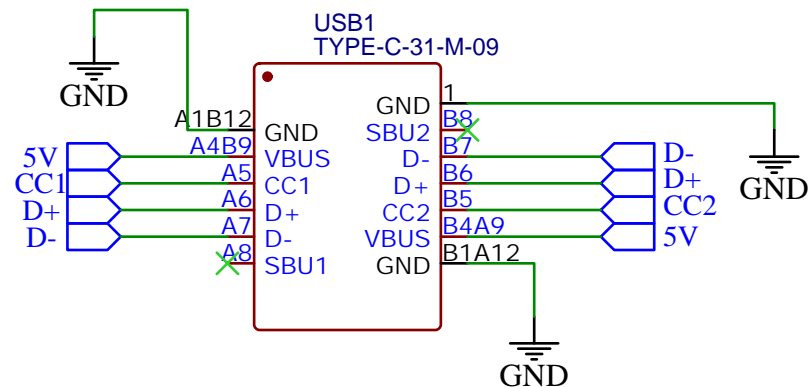 USB1
TYPE-C-31-M-09
GND
A1B12 GND
5V A4B9 VBUS
CC1 A5 CC1
D+ A6 D+
D- A7 D-
A8 SBU1
GND 1
SBU2 B8
D- B7 D-
D+ B6 D+
CC2 B5 CC2
VBUS B4A9 5V
GND B1A12
GND
GND